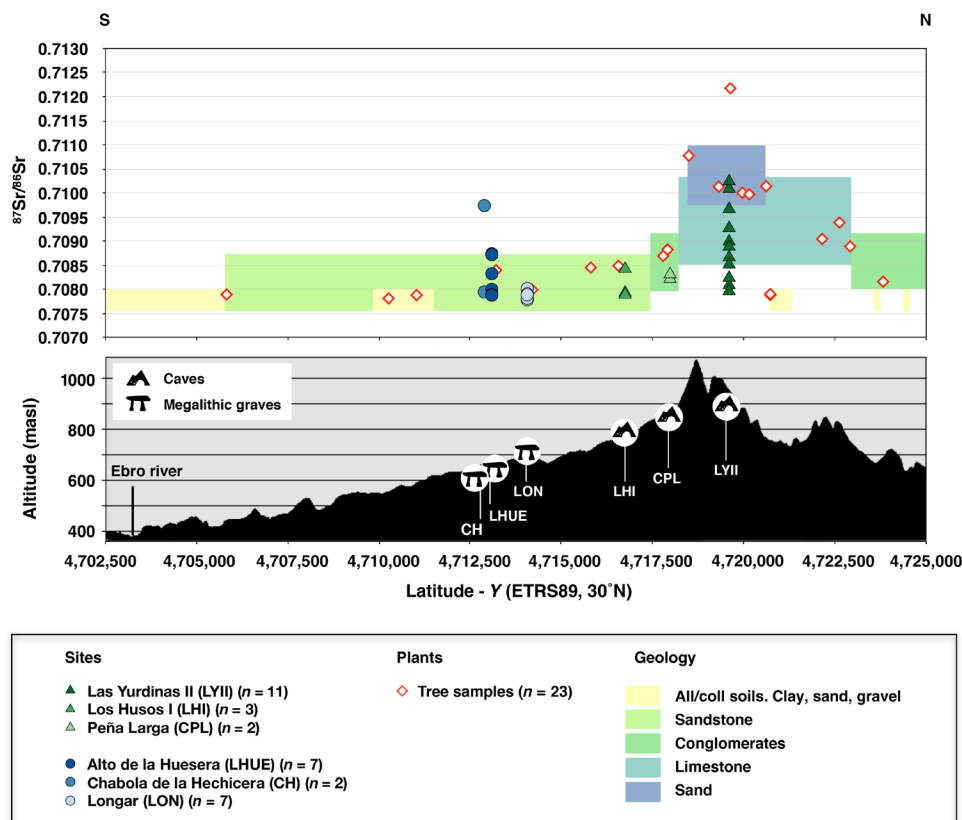 S N
0.7130
0.7125
0.7120
0.7115
0.7110
0.7105
0.7100
0.7095
0.7090
0.7085
0.7080
0.7075
0.7070
⁸⁷Sr/⁸⁶Sr
1000
800
600
400
Altitude (masl)
Caves
Megalithic graves
Ebro river
CH
LHUE
LON
LHI
CPL
LYII
4,702,500 4,705,000 4,707,500 4,710,000 4,712,500 4,715,000 4,717,500 4,720,000 4,722,500 4,725,000
Latitude - Y (ETRS89, 30˚N)
Sites
Las Yurdinas II (LYII) (n = 11)
Los Husos I (LHI) (n = 3)
Peña Larga (CPL) (n = 2)
Alto de la Huesera (LHUE) (n = 7)
Chabola de la Hechicera (CH) (n = 2)
Longar (LON) (n = 7)
Plants
Tree samples (n = 23)
Geology
All/coll soils. Clay, sand, gravel
Sandstone
Conglomerates
Limestone
Sand